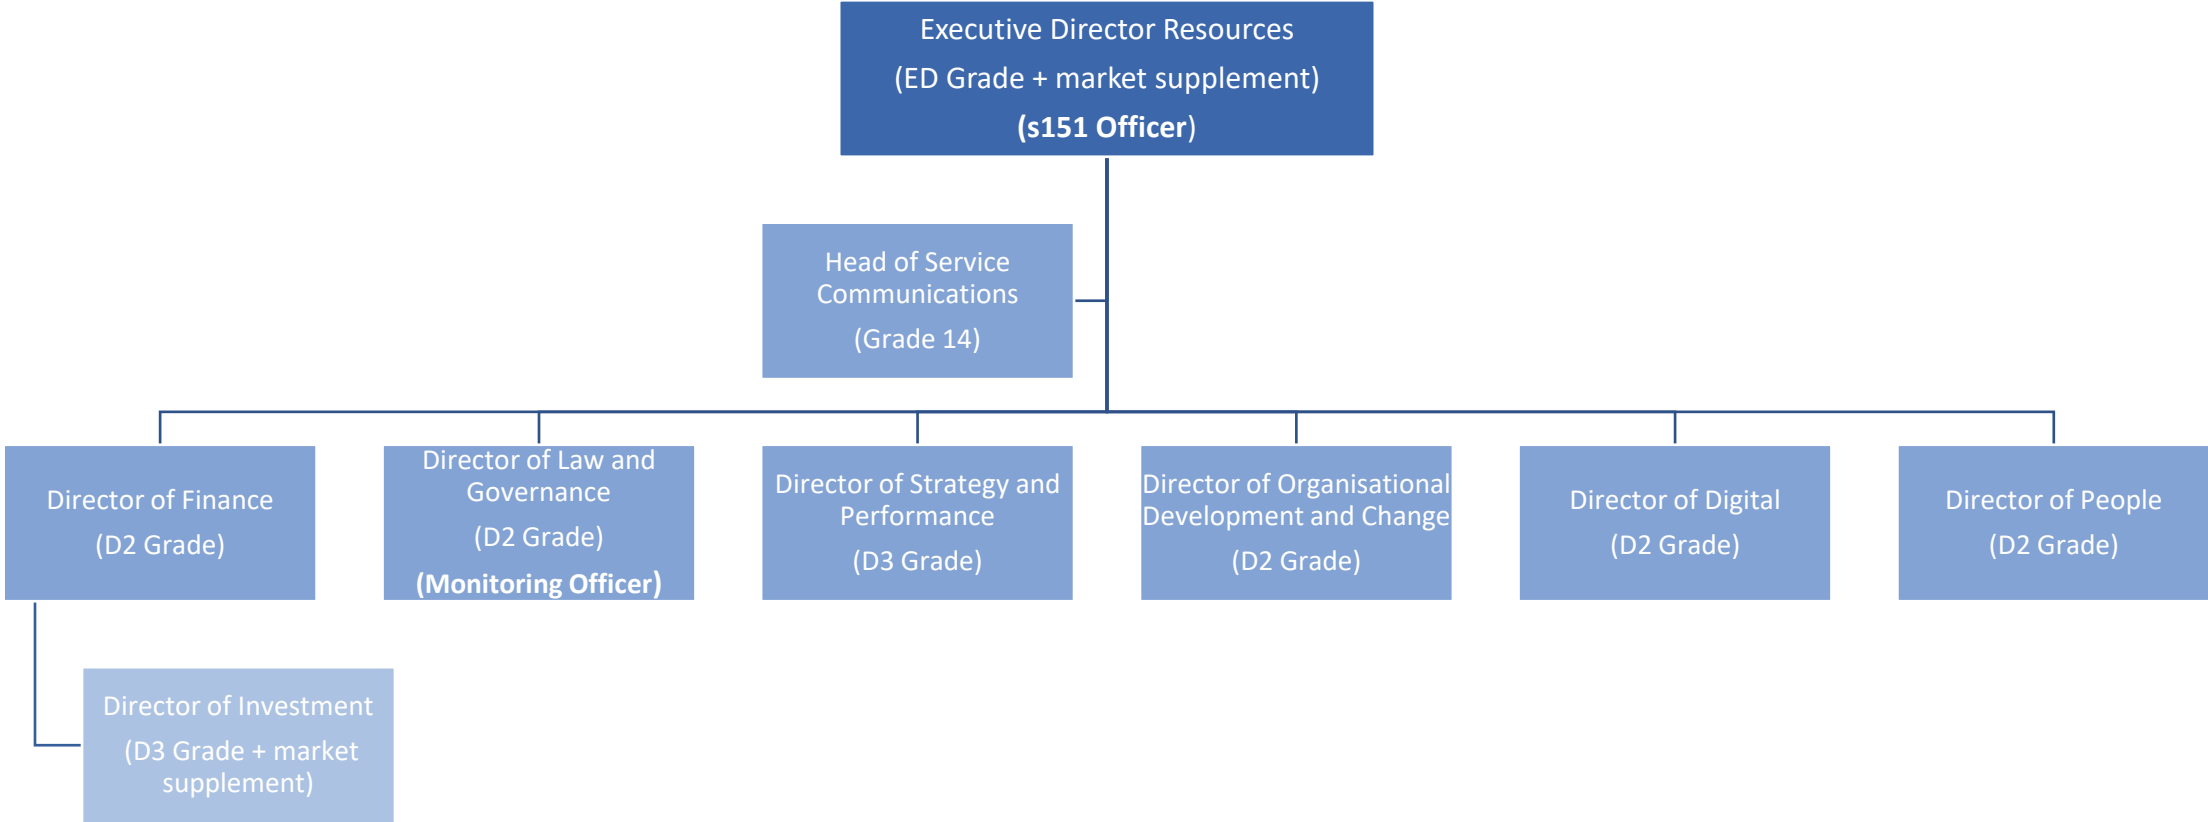 Executive Director Resources
(ED Grade + market supplement)
(s151 Officer)
Head of Service
Communications
(Grade 14)
Director of Finance
(D2 Grade)
Director of Law and
Governance
(D2 Grade)
(Monitoring Officer)
Director of Strategy and
Performance
(D3 Grade)
Director of Organisational
Development and Change
(D2 Grade)
Director of Digital
(D2 Grade)
Director of People
(D2 Grade)
Director of Investment
(D3 Grade + market
supplement)